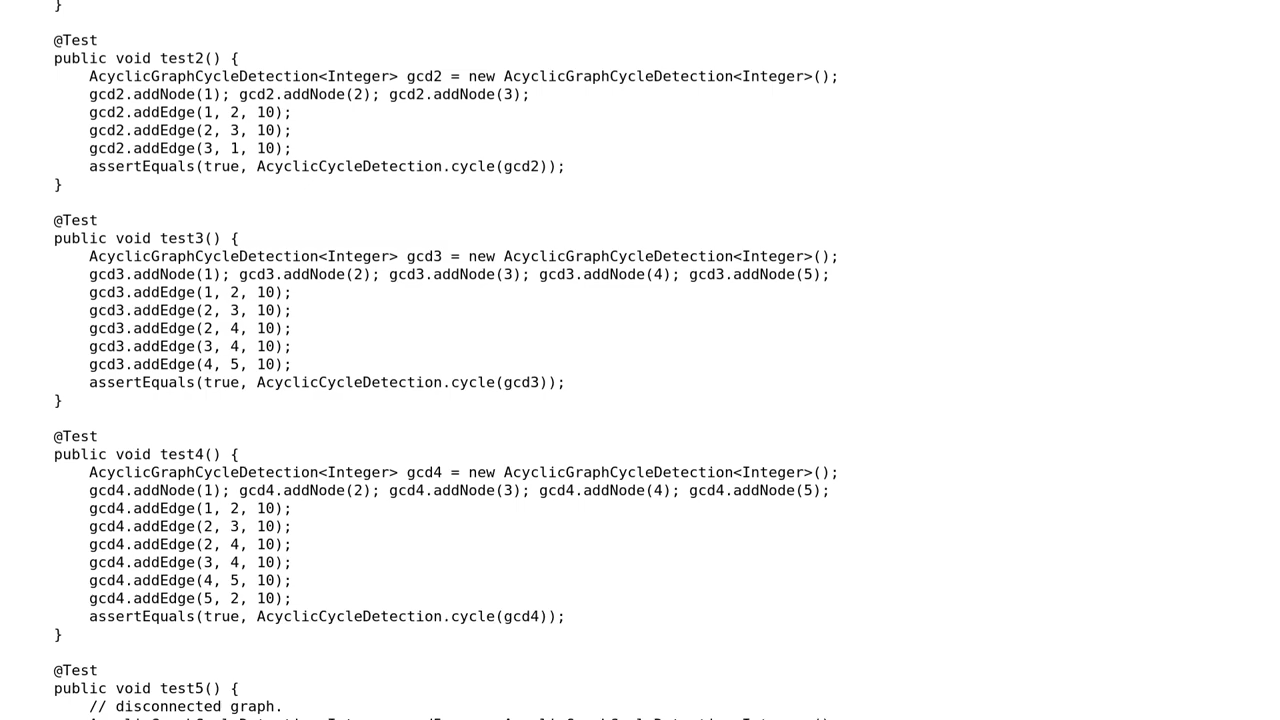 }
@Test
public void test2() {
AcyclicGraphCycleDetection<Integer> gcd2 = new AcyclicGraphCycleDetection<Integer>();
gcd2.addNode(1); gcd2.addNode(2); gcd2.addNode(3);
gcd2.addEdge(1, 2, 10);
gcd2.addEdge(2, 3, 10);
gcd2.addEdge(3, 1, 10);
assertEquals(true, AcyclicCycleDetection.cycle(gcd2));
}
@Test
public void test3() {
AcyclicGraphCycleDetection<Integer> gcd3 = new AcyclicGraphCycleDetection<Integer>();
gcd3.addNode(1); gcd3.addNode(2); gcd3.addNode(3); gcd3.addNode(4); gcd3.addNode(5);
gcd3.addEdge(1, 2, 10);
gcd3.addEdge(2, 3, 10);
gcd3.addEdge(2, 4, 10);
gcd3.addEdge(3, 4, 10);
gcd3.addEdge(4, 5, 10);
assertEquals(true, AcyclicCycleDetection.cycle(gcd3));
}
@Test
public void test4() {
AcyclicGraphCycleDetection<Integer> gcd4 = new AcyclicGraphCycleDetection<Integer>();
gcd4.addNode(1); gcd4.addNode(2); gcd4.addNode(3); gcd4.addNode(4); gcd4.addNode(5);
gcd4.addEdge(1, 2, 10);
gcd4.addEdge(2, 3, 10);
gcd4.addEdge(2, 4, 10);
gcd4.addEdge(3, 4, 10);
gcd4.addEdge(4, 5, 10);
gcd4.addEdge(5, 2, 10);
assertEquals(true, AcyclicCycleDetection.cycle(gcd4));
}
@Test
public void test5() {
// disconnected graph.